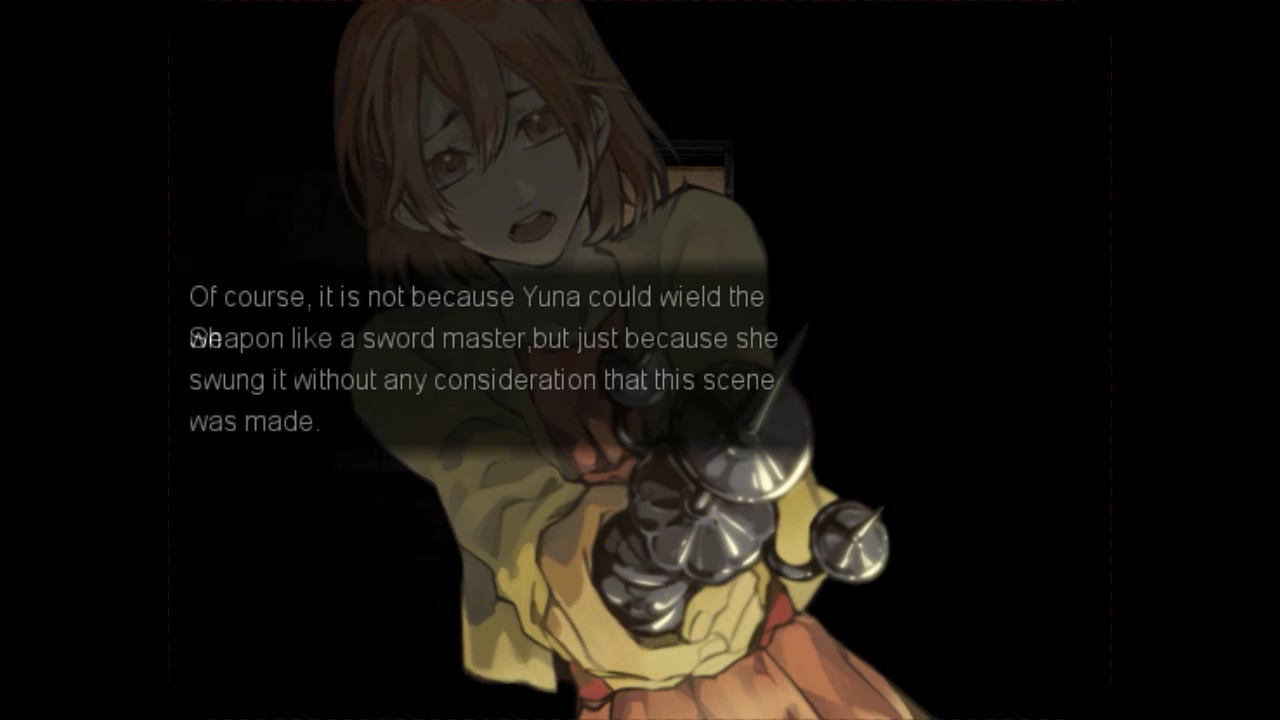 Of course, it is not because Yuna could wield the
weapon like a sword master,but just because she
swung it without any consideration that this scene
was made.